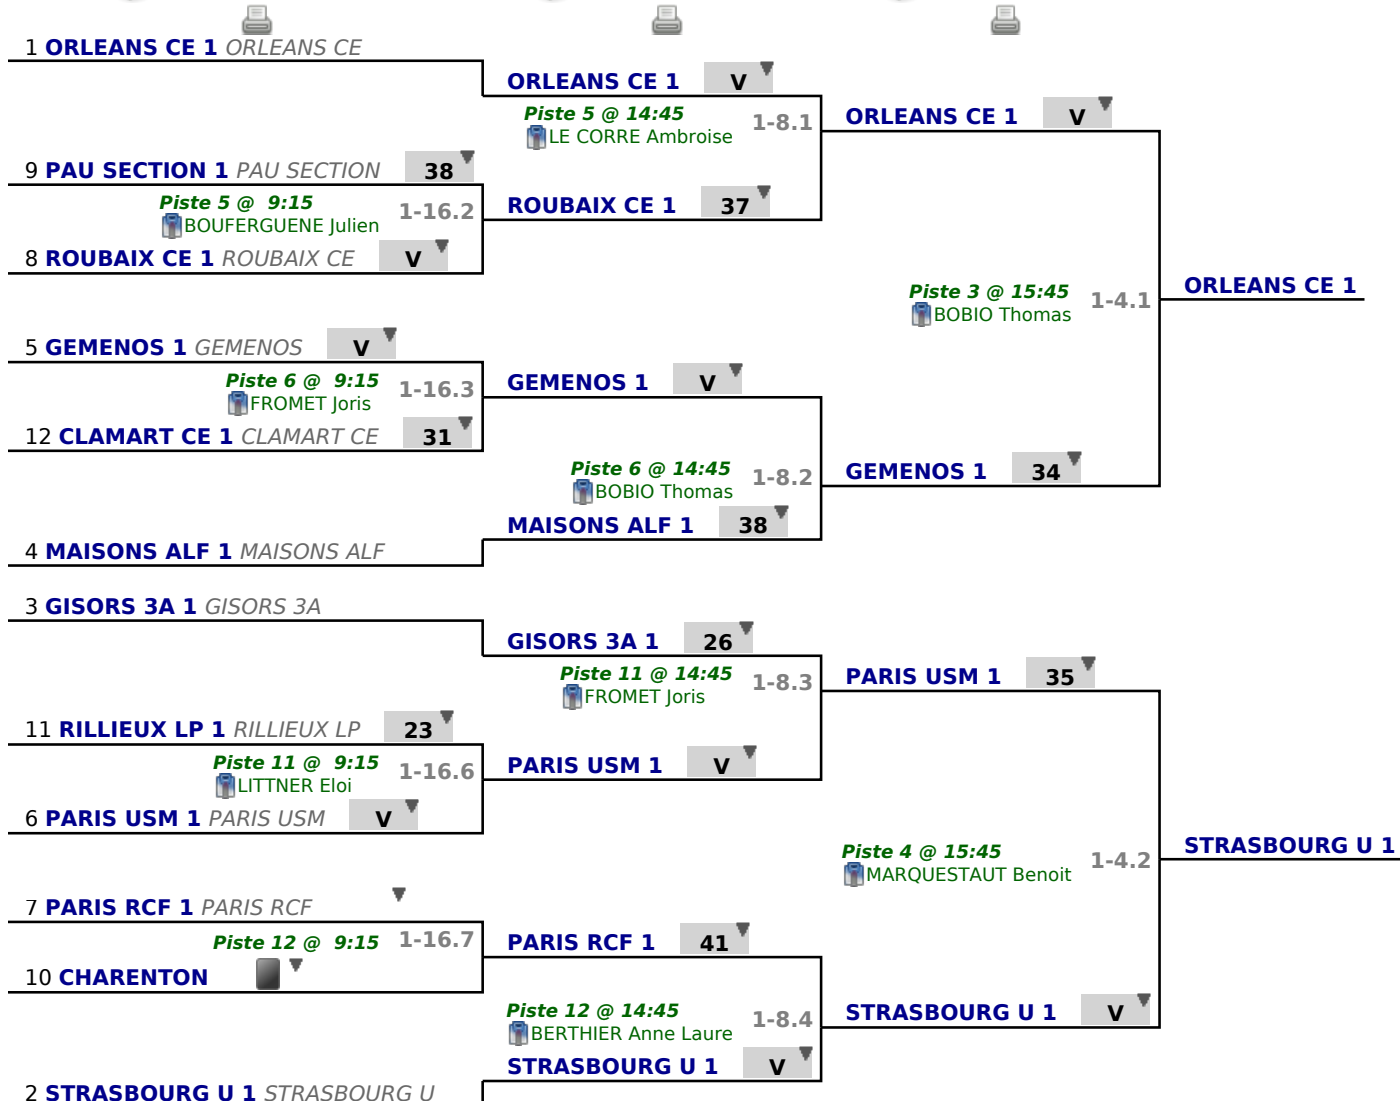 1 ORLEANS CE 1 ORLEANS CE
9 PAU SECTION 1 PAU SECTION 38
Piste 5 @ 9:15 1-16.2
BOUFERGUENE Julien
8 ROUBAIX CE 1 ROUBAIX CE V
5 GEMENOS 1 GEMENOS V
Piste 6 @ 9:15 1-16.3
FROMET Joris
12 CLAMART CE 1 CLAMART CE 31
4 MAISONS ALF 1 MAISONS ALF
3 GISORS 3A 1 GISORS 3A
11 RILLIEUX LP 1 RILLIEUX LP 23
Piste 11 @ 9:15 1-16.6
LITTNER Eloi
6 PARIS USM 1 PARIS USM V
7 PARIS RCF 1 PARIS RCF
Piste 12 @ 9:15 1-16.7
10 CHARENTON
2 STRASBOURG U 1 STRASBOURG U
ORLEANS CE 1 V
Piste 5 @ 14:45 1-8.1
LE CORRE Ambroise
ROUBAIX CE 1 37
GEMENOS 1 V
Piste 6 @ 14:45 1-8.2
BOBIO Thomas
MAISONS ALF 1 38
GISORS 3A 1 26
Piste 11 @ 14:45 1-8.3
FROMET Joris
PARIS USM 1 V
PARIS RCF 1 41
Piste 12 @ 14:45 1-8.4
BERTHIER Anne Laure
STRASBOURG U 1 V
ORLEANS CE 1 V
Piste 3 @ 15:45 1-4.1
BOBIO Thomas
GEMENOS 1 34
PARIS USM 1 35
Piste 4 @ 15:45 1-4.2
MARQUESTAUT Benoit
STRASBOURG U 1 V
ORLEANS CE 1
STRASBOURG U 1